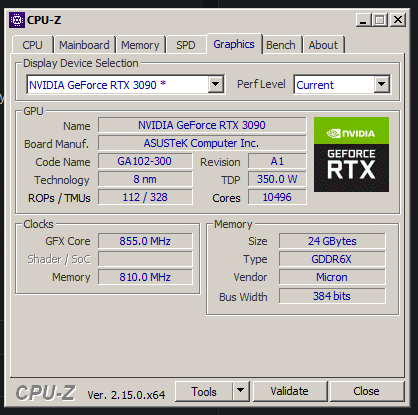 CPU-Z
CPU Mainboard Memory SPD Graphics Bench About
Display Device Selection
NVIDIA GeForce RTX 3090 * Perf Level Current
GPU
Name NVIDIA GeForce RTX 3090
Board Manuf. ASUSTeK Computer Inc.
Code Name GA102-300 Revision A1
Technology 8 nm TDP 350.0 W
ROPs / TMUs 112 / 328 Cores 10496
NVIDIA
GEFORCE
RTX
Clocks
GFX Core 855.0 MHz
Shader / SoC
Memory 810.0 MHz
Memory
Size 24 GBytes
Type GDDR6X
Vendor Micron
Bus Width 384 bits
CPU-Z Ver. 2.15.0.x64 Tools Validate Close